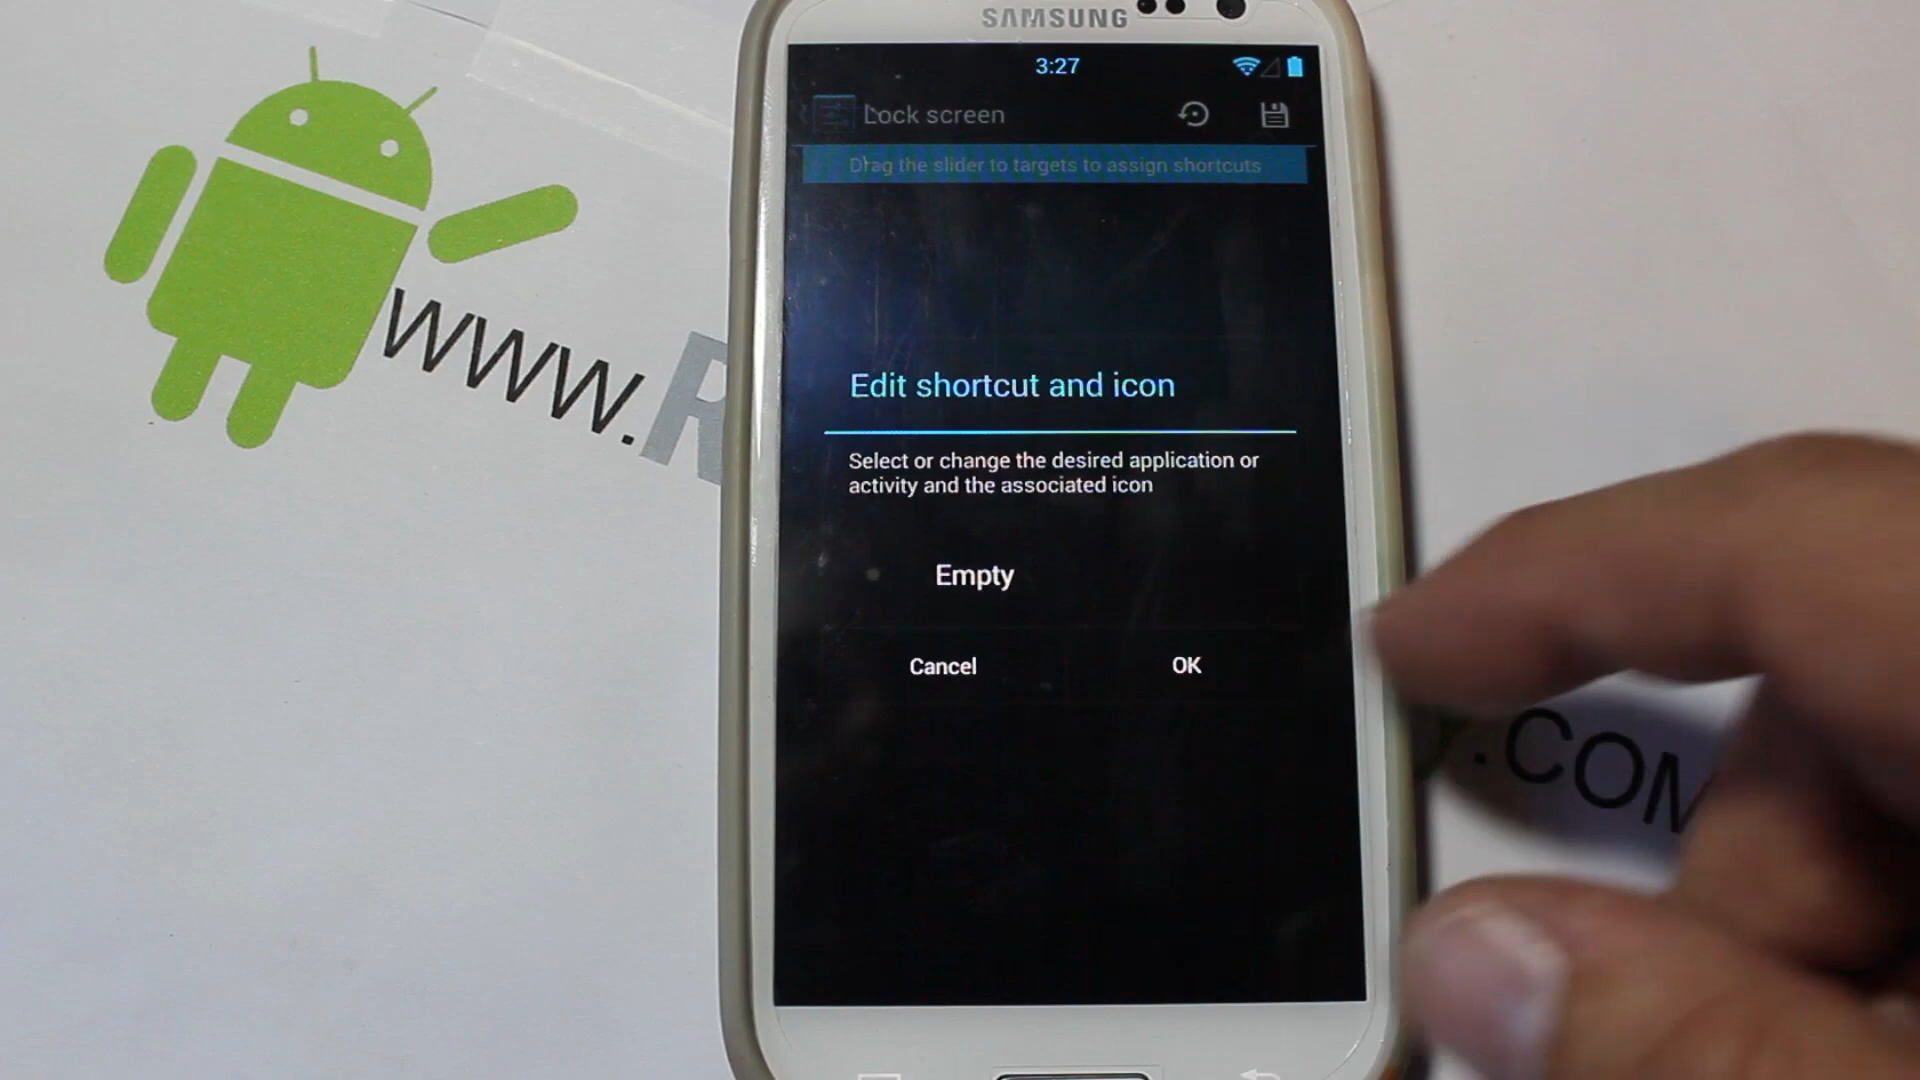 SAMSUNG
3:27
Lock screen
Drag the slider to targets to assign shortcuts
Edit shortcut and icon
Select or change the desired application or
activity and the associated icon
Empty
Cancel
OK
WWW.R
.COM